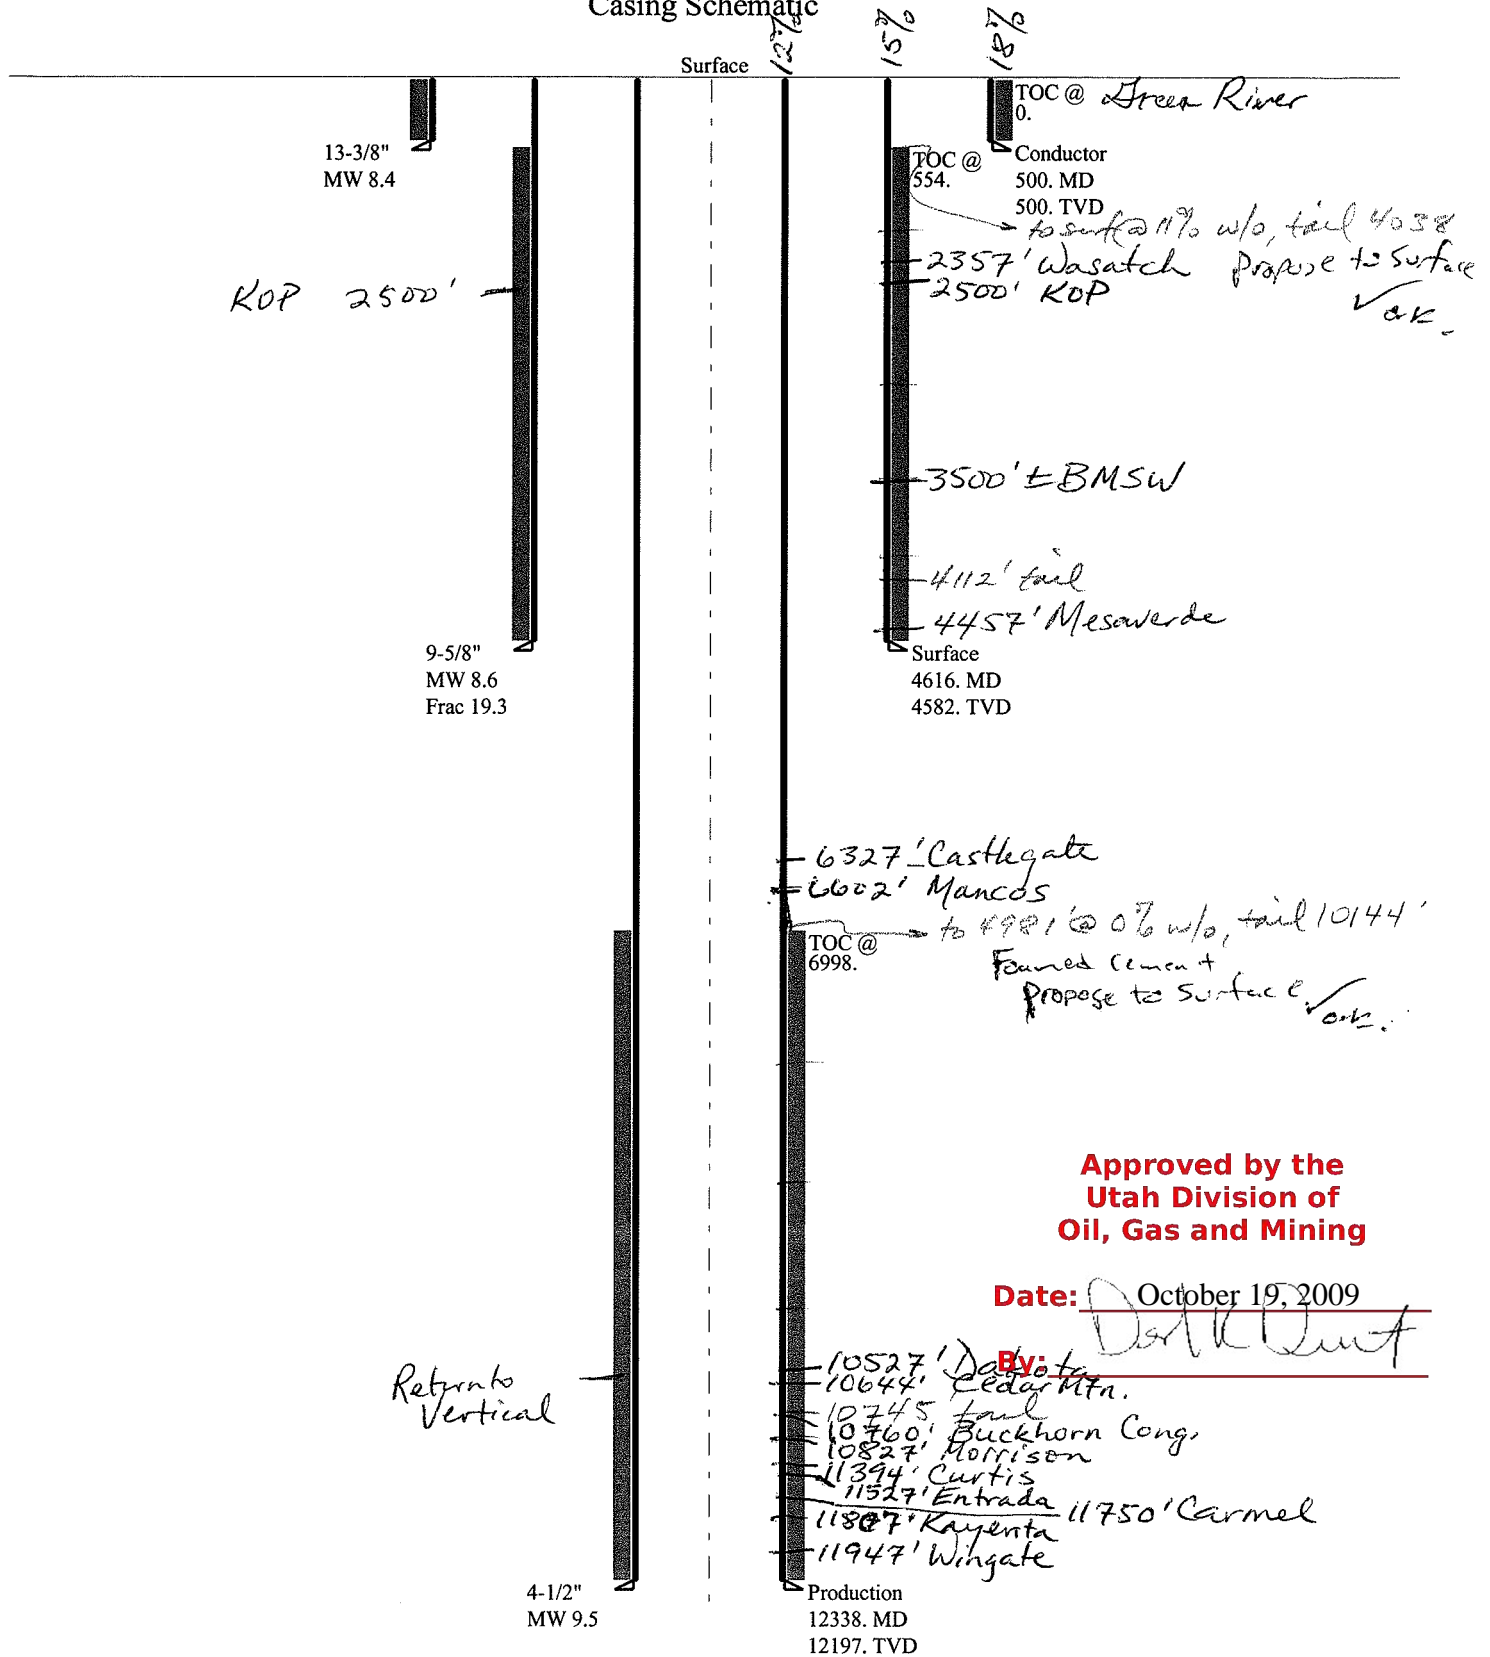 Casing Schematic
12%
15%
18%
Surface
TOC @
0.
Green River
13-3/8"
MW 8.4
TOC @
554.
Conductor
500. MD
500. TVD
to surf @ 11% w/o, tail 4038
2357' Wasatch Propose to Surface
KOP 2500'
2500' KOP
✓ ok.
3500' ± BMSW
4112' tail
4457' Mesaverde
9-5/8"
MW 8.6
Frac 19.3
Surface
4616. MD
4582. TVD
6327' Castlegate
6602' Mancos
to 4981' @ 0% w/o, tail 10144'
TOC @
6998.
Foamed Cement
Propose to Surface ✓ o.k.
Approved by the
Utah Division of
Oil, Gas and Mining
Date: October 19, 2009
By:
10527' Dakota
10644' Cedar Mtn.
Return to
Vertical
10745 tail
10760' Buckhorn Cong.
10827' Morrison
11394' Curtis
11527' Entrada
11750' Carmel
11807' Kayenta
11947' Wingate
4-1/2"
MW 9.5
Production
12338. MD
12197. TVD